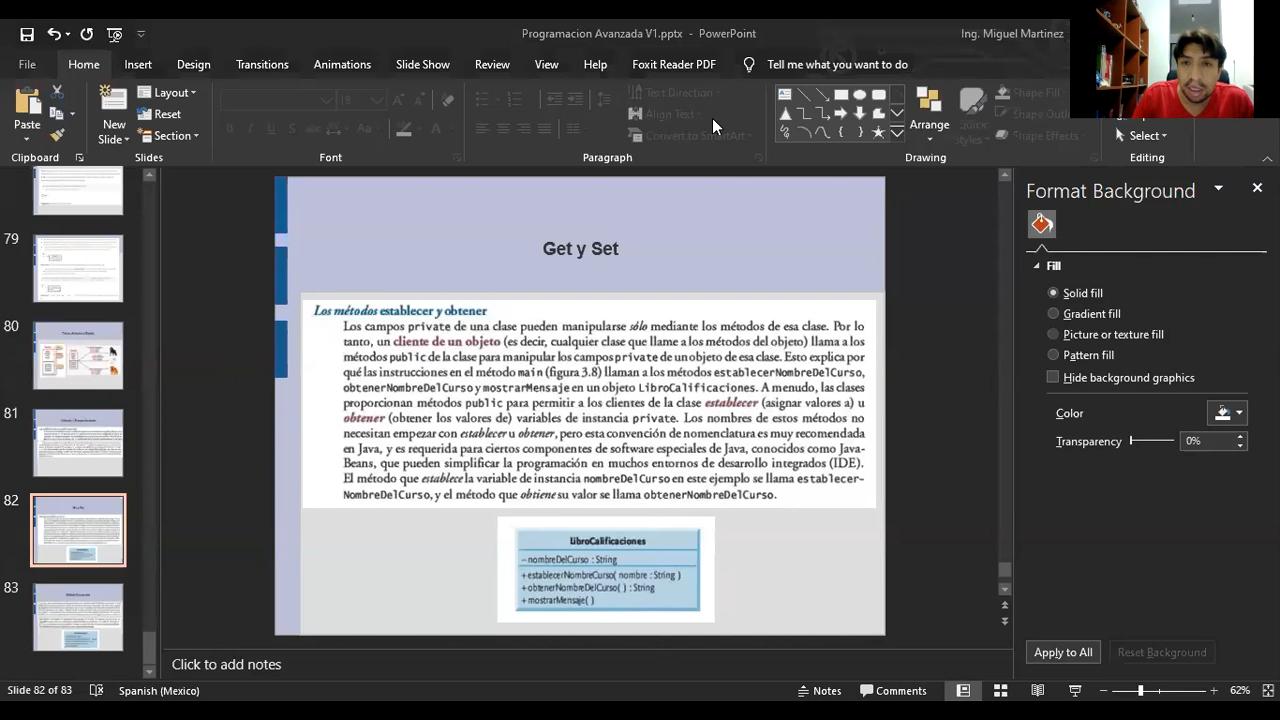 Programacion Avanzada V1.pptx - PowerPoint
Ing. Miguel Martinez
File Home Insert Design Transitions Animations Slide Show Review View Help Foxit Reader PDF Tell me what you want to do
Paste
New
Slide
Layout
Reset
Section
18
Text Direction
Align Text
Convert to SmartArt
Arrange
Quick
Styles
Shape Fill
Shape Effects
Select
Clipboard Slides Font Paragraph Drawing Editing
79
80
81
82
83
Get y Set
Los métodos establecer y obtener
Los campos private de una clase pueden manipularse sólo mediante los métodos de esa clase. Por lo
tanto, un cliente de un objeto (es decir, cualquier clase que llame a los métodos del objeto) llama a los
métodos public de la clase para manipular los campos private de un objeto de esa clase. Esto explica por
qué las instrucciones en el método main (figura 3.8) llaman a los métodos establecerNombreDelCurso,
obtenerNombreDelCurso y mostrarMensaje en un objeto LibroCalificaciones. A menudo, las clases
proporcionan métodos public para permitir a los clientes de la clase establecer (asignar valores a) u
obtener (obtener los valores de) variables de instancia private. Los nombres de estos métodos no
necesitan empezar con establecer u obtener, pero esta convención de nomenclatura es muy recomendada
en Java, y es requerida para ciertos componentes de software especiales de Java, conocidos como Java-
Beans, que pueden simplificar la programación en muchos entornos de desarrollo integrados (IDE).
El método que establece la variable de instancia nombreDelCurso en este ejemplo se llama establecer-
NombreDelCurso, y el método que obtiene su valor se llama obtenerNombreDelCurso.
LibroCalificaciones
– nombreDelCurso : String
+ establecerNombreCurso( nombre : String )
+ obtenerNombreDelCurso( ) : String
+ mostrarMensaje( )
Format Background
Fill
Solid fill
Gradient fill
Picture or texture fill
Pattern fill
Hide background graphics
Color
Transparency 0%
Apply to All Reset Background
Click to add notes
Slide 82 of 83 Spanish (Mexico) Notes Comments 62%